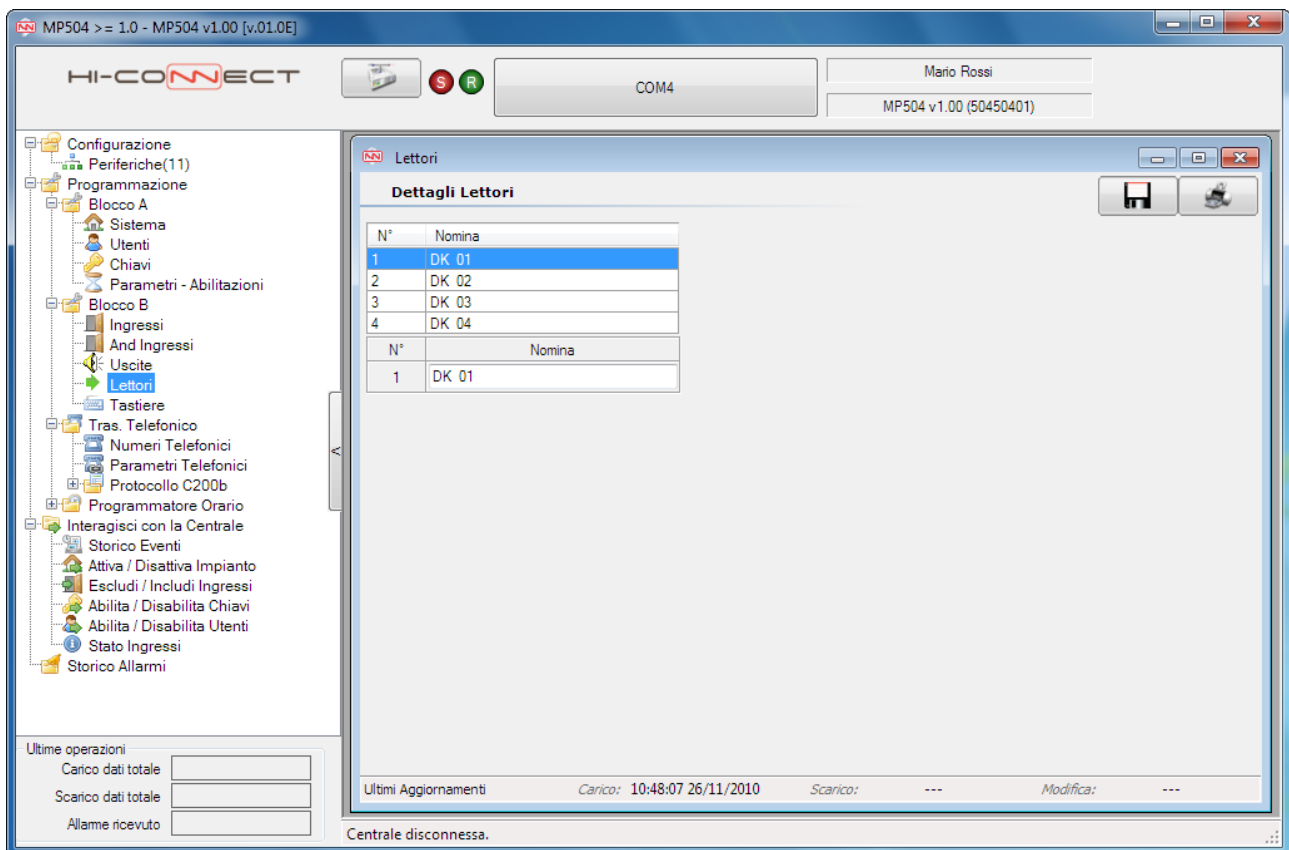 MP504 >= 1.0 - MP504 v1.00 [v.01.0E]
HI-CONNECT
S R
COM4
Mario Rossi
MP504 v1.00 (50450401)
Configurazione
Periferiche(11)
Programmazione
Blocco A
Sistema
Utenti
Chiavi
Parametri - Abilitazioni
Blocco B
Ingressi
And Ingressi
Uscite
Lettori
Tastiere
Tras. Telefonico
Numeri Telefonici
Parametri Telefonici
Protocollo C200b
Programmatore Orario
Interagisci con la Centrale
Storico Eventi
Attiva / Disattiva Impianto
Escludi / Includi Ingressi
Abilita / Disabilita Chiavi
Abilita / Disabilita Utenti
Stato Ingressi
Storico Allarmi
Ultime operazioni
Carico dati totale
Scarico dati totale
Allarme ricevuto
<
Lettori
Dettagli Lettori
N° Nomina
1 DK 01
2 DK 02
3 DK 03
4 DK 04
N° Nomina
1 DK 01
Ultimi Aggiornamenti Carico: 10:48:07 26/11/2010 Scarico: --- Modifica: ---
Centrale disconnessa.